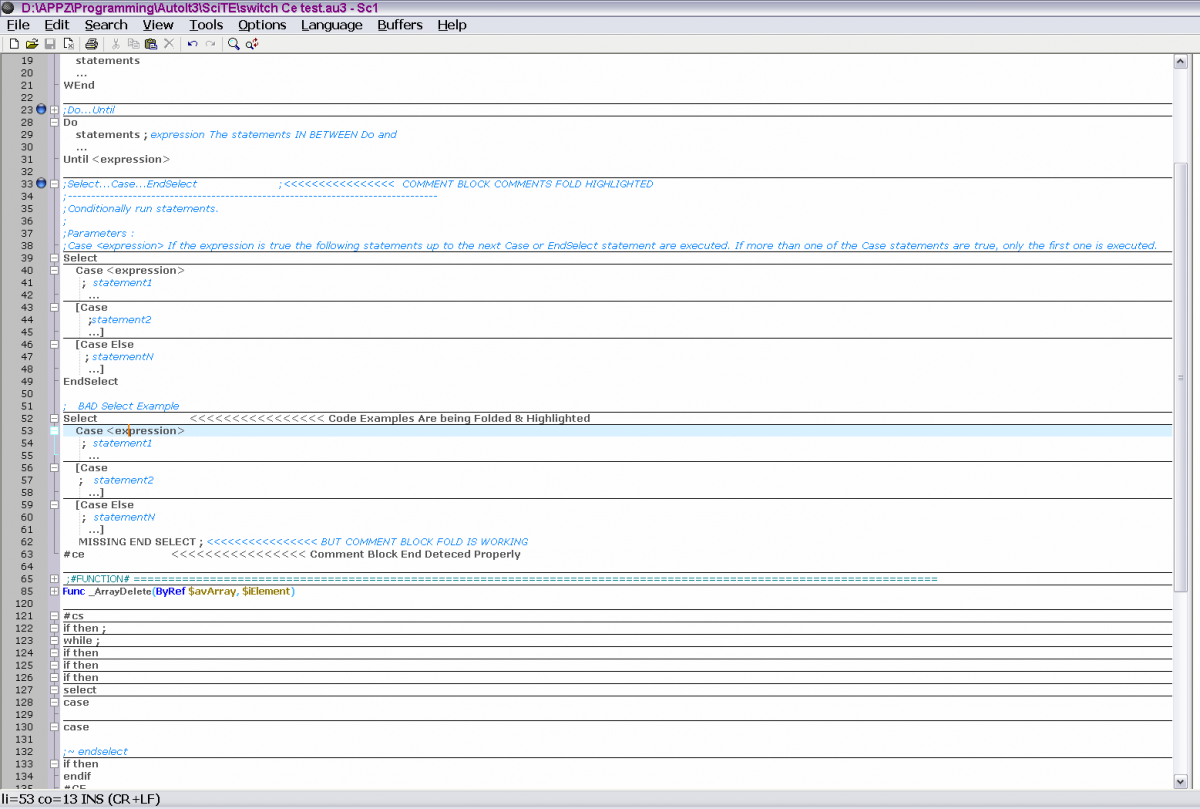 D:\APPZ\Programming\AutoIt3\SciTE\switch Ce test.au3 - Sc1
File Edit Search View Tools Options Language Buffers Help
19 statements
20 ...
21 WEnd
22
23 ;Do...Until
28 Do
29 statements ; expression The statements IN BETWEEN Do and
30 ...
31 Until <expression>
32
33 ;Select...Case...EndSelect ;<<<<<<<<<<<<<<<< COMMENT BLOCK COMMENTS FOLD HIGHLIGHTED
34 ;--------------------------------------------------------------------------------
35 ;Conditionally run statements.
36 ;
37 ;Parameters :
38 ;Case <expression> If the expression is true the following statements up to the next Case or EndSelect statement are executed. If more than one of the Case statements are true, only the first one is executed.
39 Select
40 Case <expression>
41 ; statement1
42 ...
43 [Case
44 ;statement2
45 ...]
46 [Case Else
47 ; statementN
48 ...]
49 EndSelect
50
51 ; BAD Select Example
52 Select <<<<<<<<<<<<<<<< Code Examples Are being Folded & Highlighted
53 Case <expression>
54 ; statement1
55 ...
56 [Case
57 ; statement2
58 ...]
59 [Case Else
60 ; statementN
61 ...]
62 MISSING END SELECT ; <<<<<<<<<<<<<<<< BUT COMMENT BLOCK FOLD IS WORKING
63 #ce <<<<<<<<<<<<<<<< Comment Block End Deteced Properly
64
65 ;#FUNCTION# ====================================================================================================================
85 Func _ArrayDelete(ByRef $avArray, $iElement)
120
121 #cs
122 if then ;
123 while ;
124 if then
125 if then
126 if then
127 select
128 case
129
130 case
131
132 ;~ endselect
133 if then
134 endif
135 #CE
li=53 co=13 INS (CR+LF)